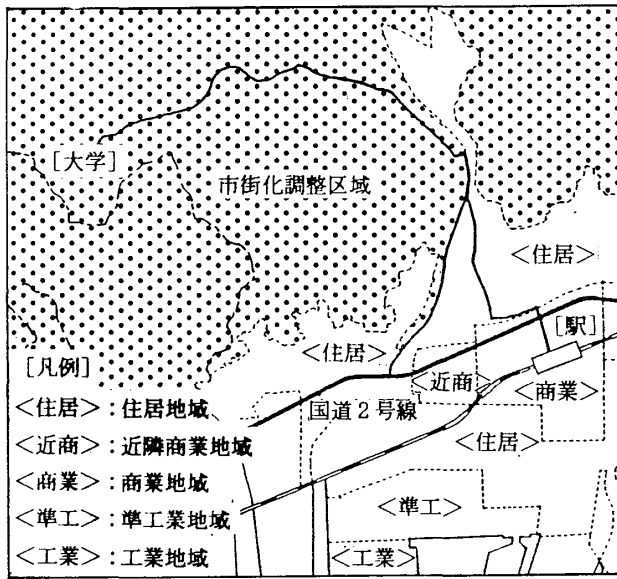 [大学]
市街化調整区域
<住居>
[駅]
<住居>
<近商>
<商業>
国道2号線
<住居>
<準工>
<工業>
[凡例]
<住居>:住居地域
<近商>:近隣商業地域
<商業>:商業地域
<準工>:準工業地域
<工業>:工業地域